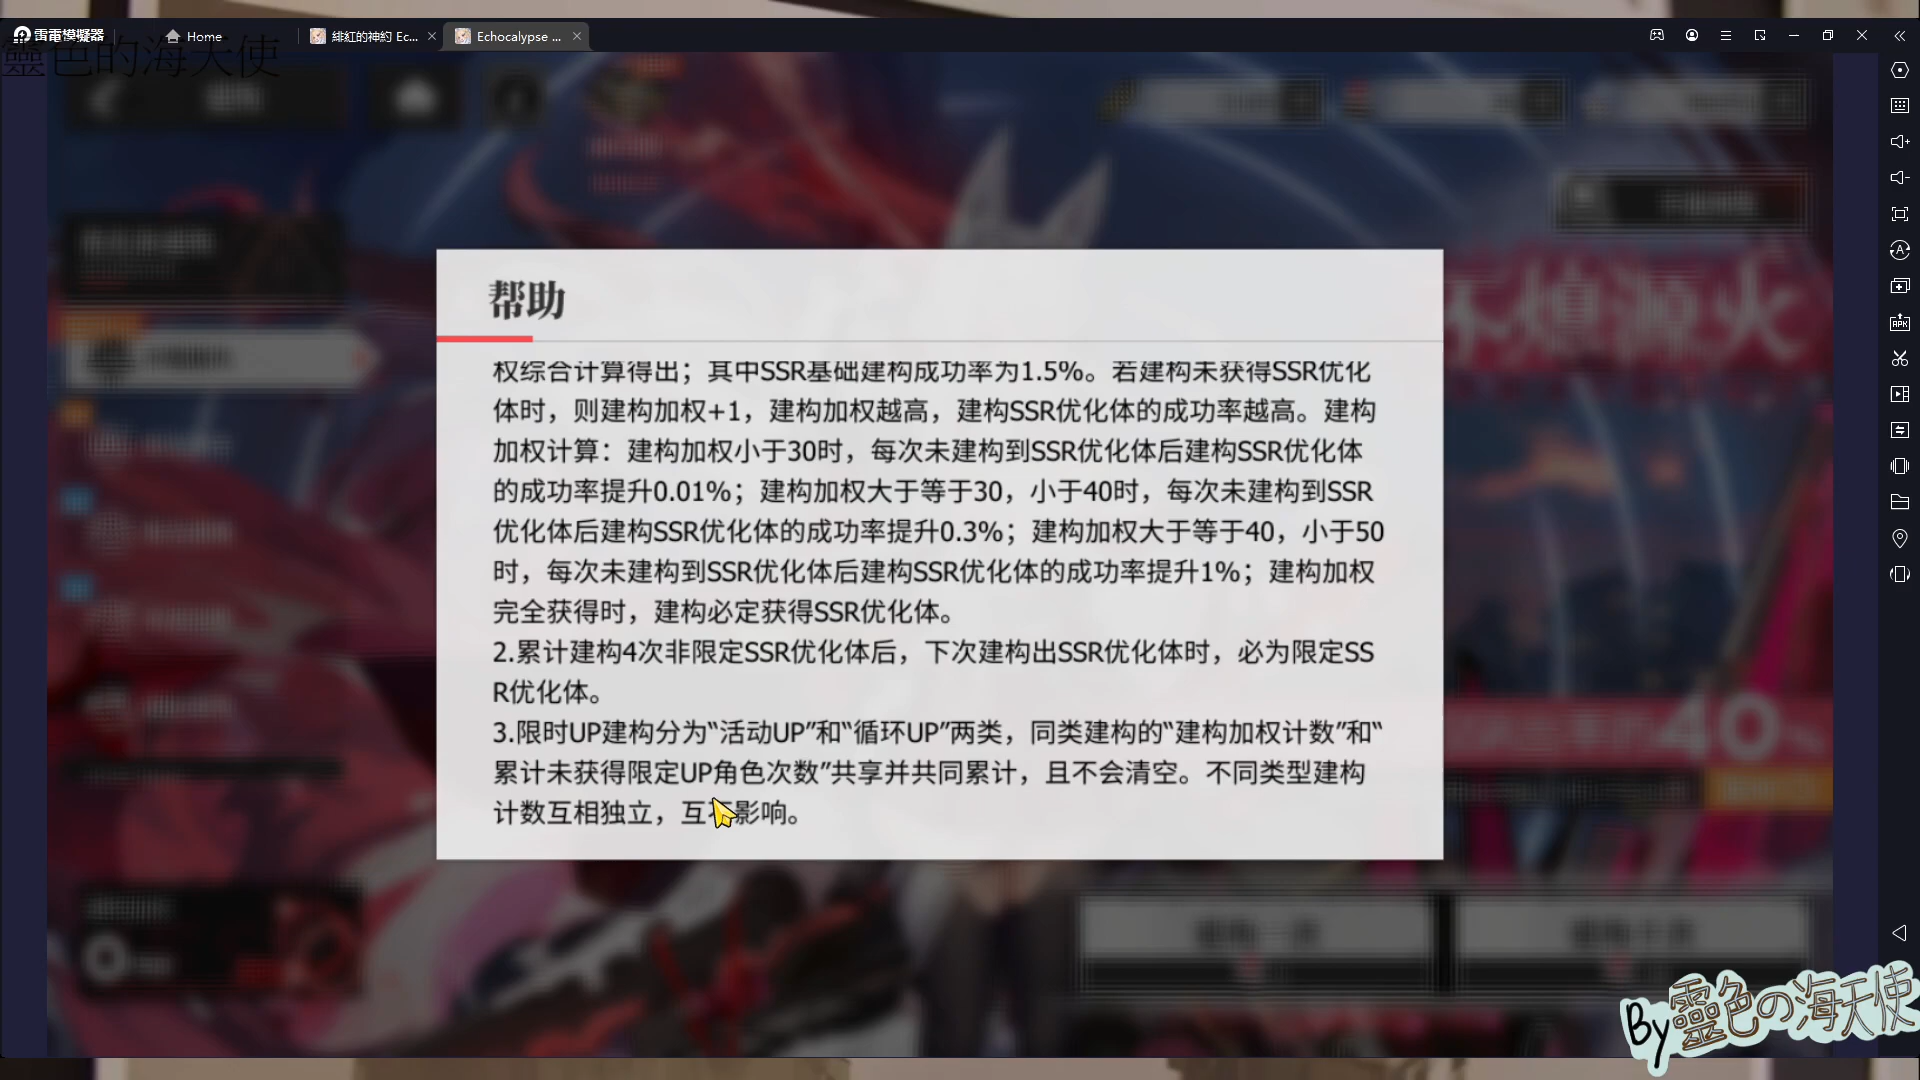 雷電模擬器
Home
緋紅的神約 Ec...
Echocalypse ...
靈色的海天使
帮助
权综合计算得出；其中SSR基础建构成功率为1.5%。若建构未获得SSR优化
体时，则建构加权+1，建构加权越高，建构SSR优化体的成功率越高。建构
加权计算：建构加权小于30时，每次未建构到SSR优化体后建构SSR优化体
的成功率提升0.01%；建构加权大于等于30，小于40时，每次未建构到SSR
优化体后建构SSR优化体的成功率提升0.3%；建构加权大于等于40，小于50
时，每次未建构到SSR优化体后建构SSR优化体的成功率提升1%；建构加权
完全获得时，建构必定获得SSR优化体。
2.累计建构4次非限定SSR优化体后，下次建构出SSR优化体时，必为限定SS
R优化体。
3.限时UP建构分为“活动UP”和“循环UP”两类，同类建构的“建构加权计数”和“
累计未获得限定UP角色次数”共享并共同累计，且不会清空。不同类型建构
计数互相独立，互不影响。
40%
0
By靈色の海天使